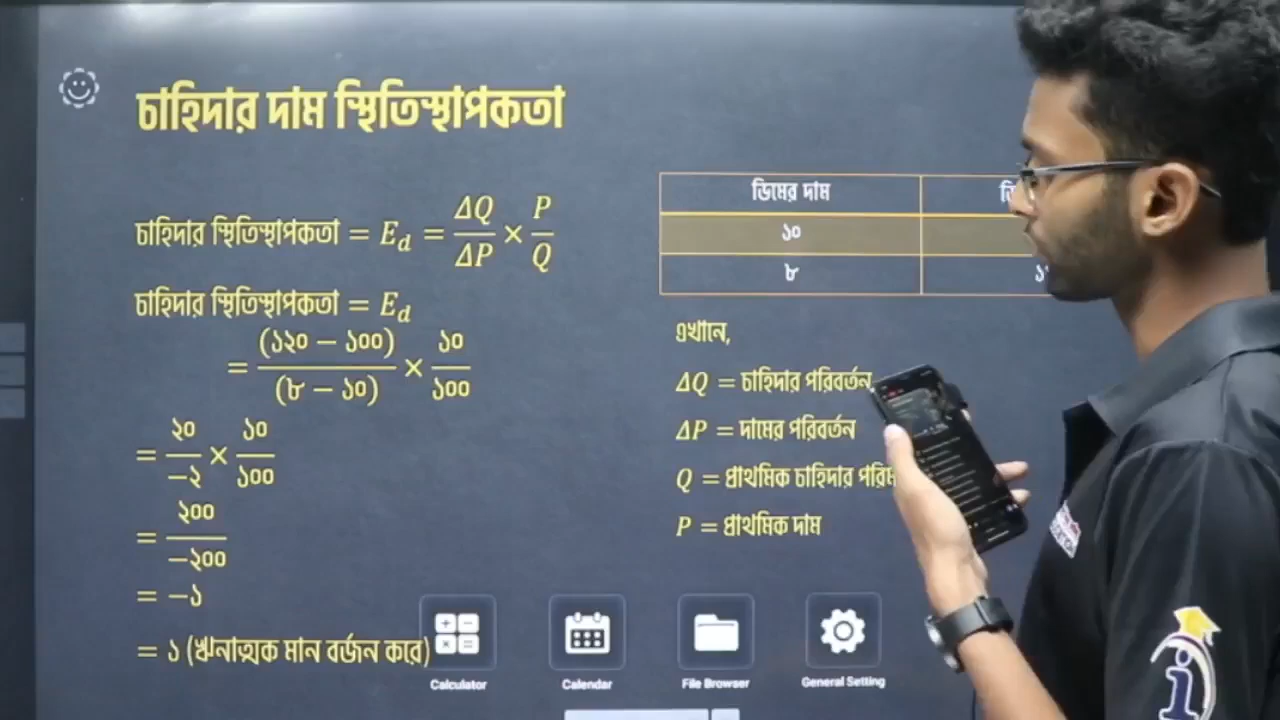 চাহিদার দাম স্থিতিস্থাপকতা
চাহিদার স্থিতিস্থাপকতা = E_d = ΔQ/ΔP × P/Q
চাহিদার স্থিতিস্থাপকতা = E_d
= (১২০ − ১০০)/(৮ − ১০) × ১০/১০০
= ২০/−২ × ১০/১০০
= ২০০/−২০০
= −১
= ১ (ঋনাত্মক মান বর্জন করে)
ডিমের দাম
১০
৮
এখানে,
ΔQ = চাহিদার পরিবর্তন
ΔP = দামের পরিবর্তন
Q = প্রাথমিক চাহিদার
P = প্রাথমিক দাম
Calculator
Calendar
File Browser
General Setting